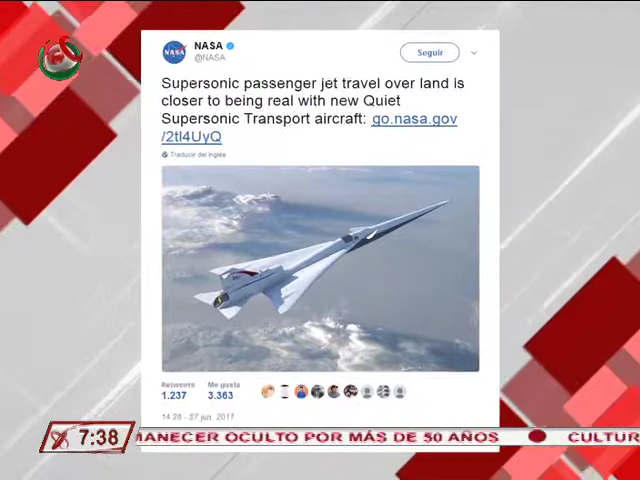 NASA
@NASA
Seguir
Supersonic passenger jet travel over land is
closer to being real with new Quiet
Supersonic Transport aircraft: go.nasa.gov
/2tl4UyQ
Traducir del inglés
Retweets
Me gusta
1.237
3.363
14:28 - 27 jun. 2017
7:38
MANECER OCULTO POR MÁS DE 50 AÑOS
CULTUR